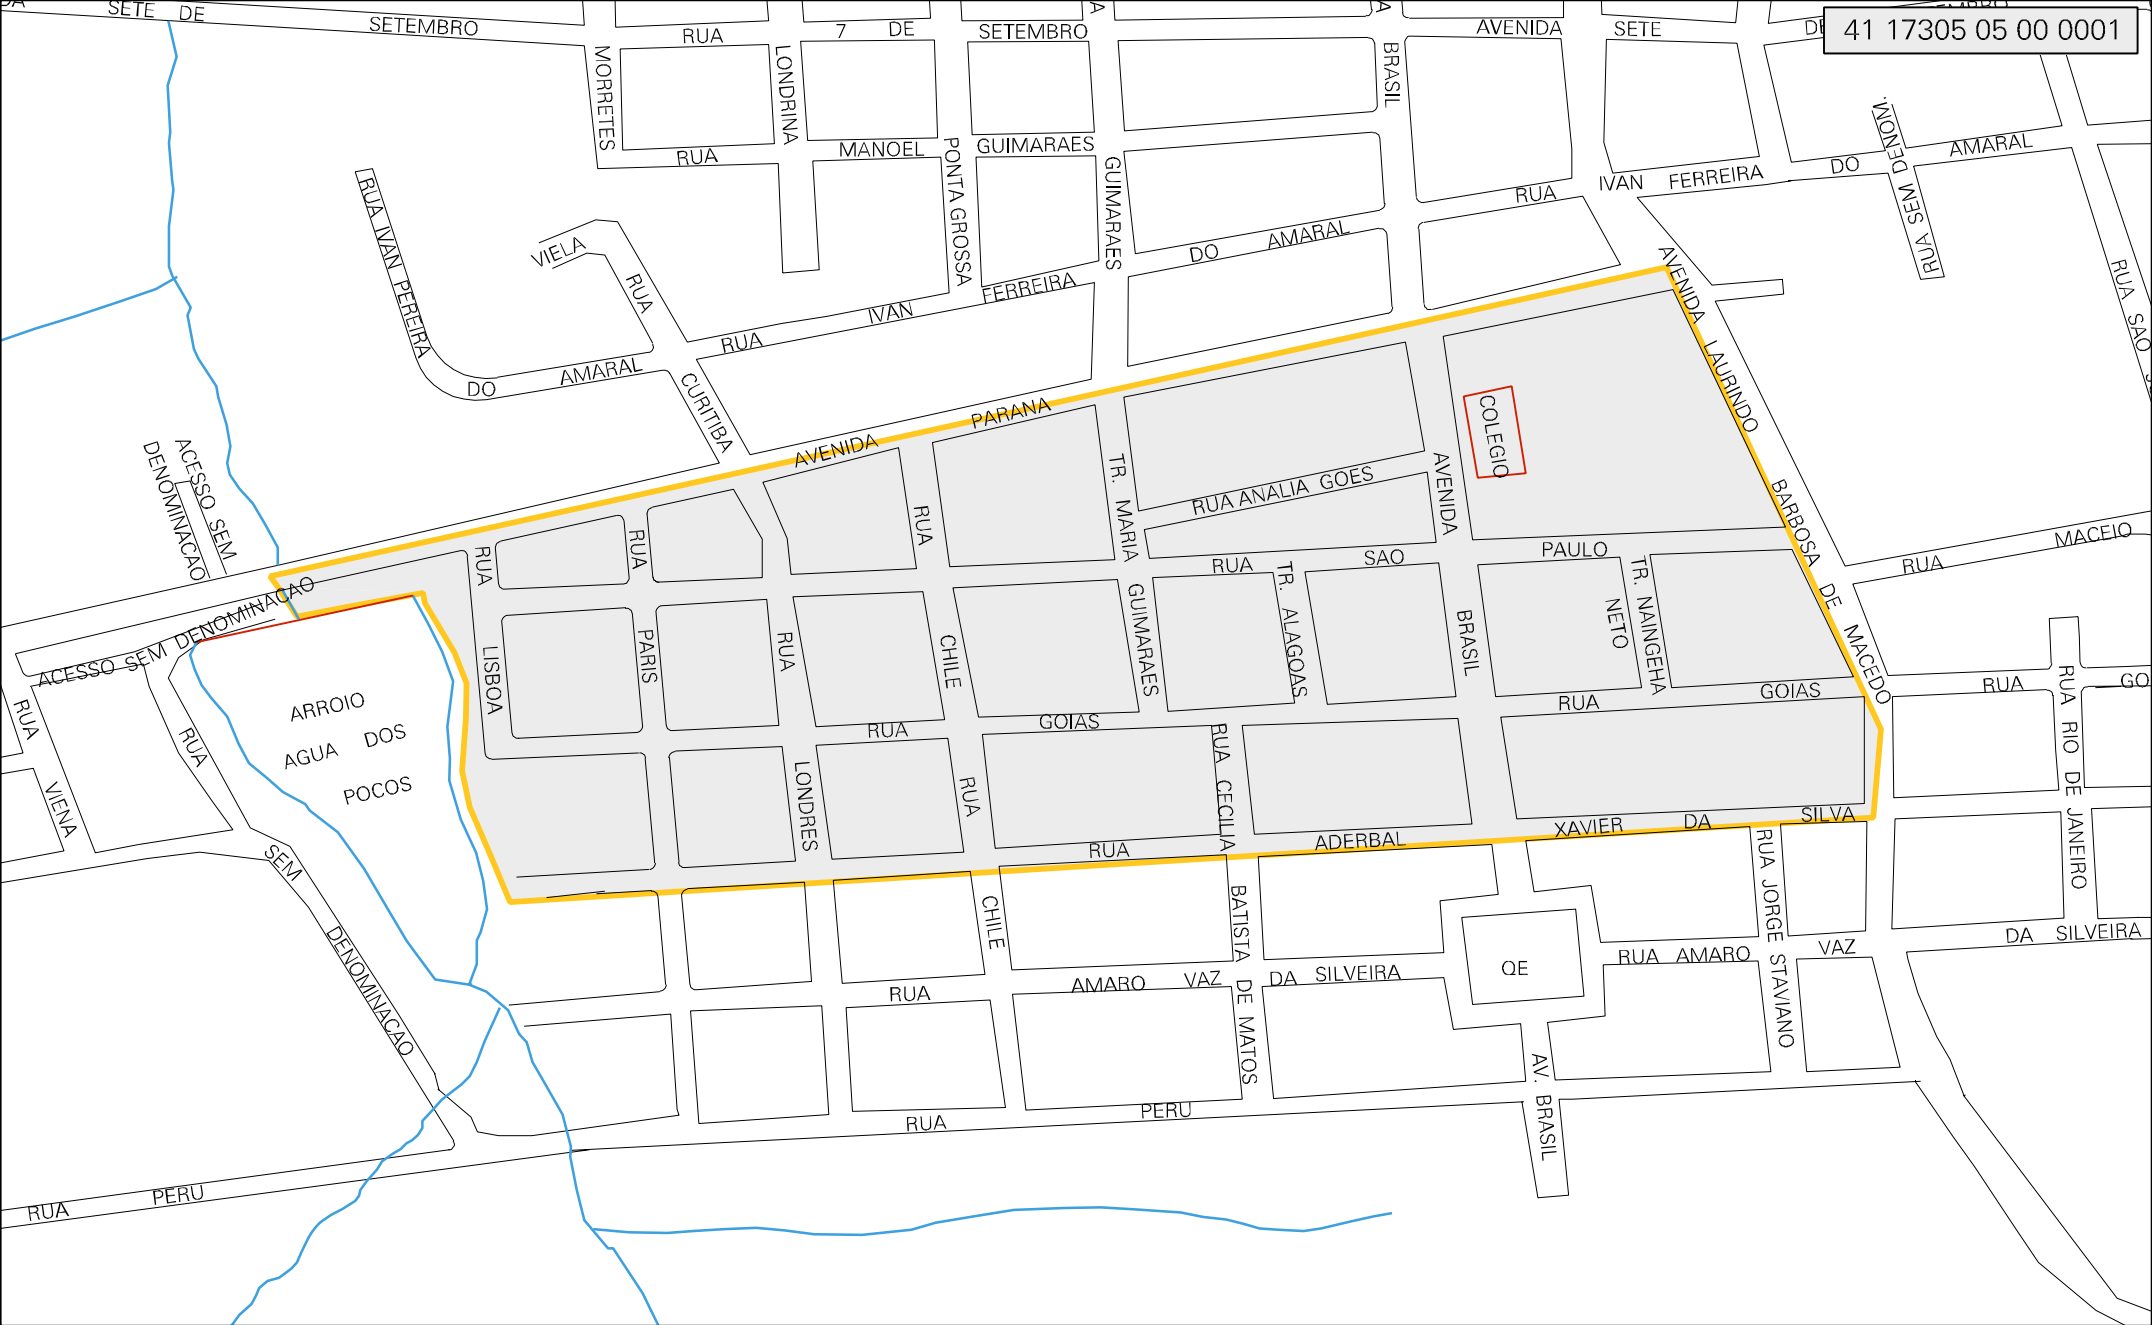 SETE DE SETEMBRO
RUA 7 DE SETEMBRO
AVENIDA SETE DE
41 17305 05 00 0001
MORRETES
LONDRINA
BRASIL
RUA MANOEL GUIMARAES
PONTA GROSSA
GUIMARAES
RUA IVAN FERREIRA DO AMARAL
RUA SEM DENOM.
RUA SAO
RUA IVAN PEREIRA DO AMARAL
VIELA
RUA CURITIBA
RUA IVAN FERREIRA DO AMARAL
AVENIDA PARANA
AVENIDA LAURINDO BARBOSA DE MACEDO
COLEGIO
ACESSO SEM
DENOMINACAO
RUA ANALIA GOES
TR. MARIA GUIMARAES
AVENIDA BRASIL
RUA LISBOA
RUA PARIS
RUA LONDRES
RUA CHILE
RUA CHILE
RUA SAO PAULO
TR. ALAGOAS
TR. NAINGEHA
NETO
RUA MACEIO
ACESSO SEM DENOMINACAO
RUA VIENA
RUA SEM DENOMINACAO
ARROIO
AGUA DOS
POCOS
RUA GOIAS
RUA GOIAS
RUA GO
RUA RIO DE JANEIRO
RUA CECILIA BATISTA DE MATOS
RUA ADERBAL XAVIER DA SILVA
RUA JORGE STAVIANO
QE
RUA AMARO VAZ DA SILVEIRA
RUA AMARO VAZ DA SILVEIRA
AV. BRASIL
RUA PERU
RUA PERU